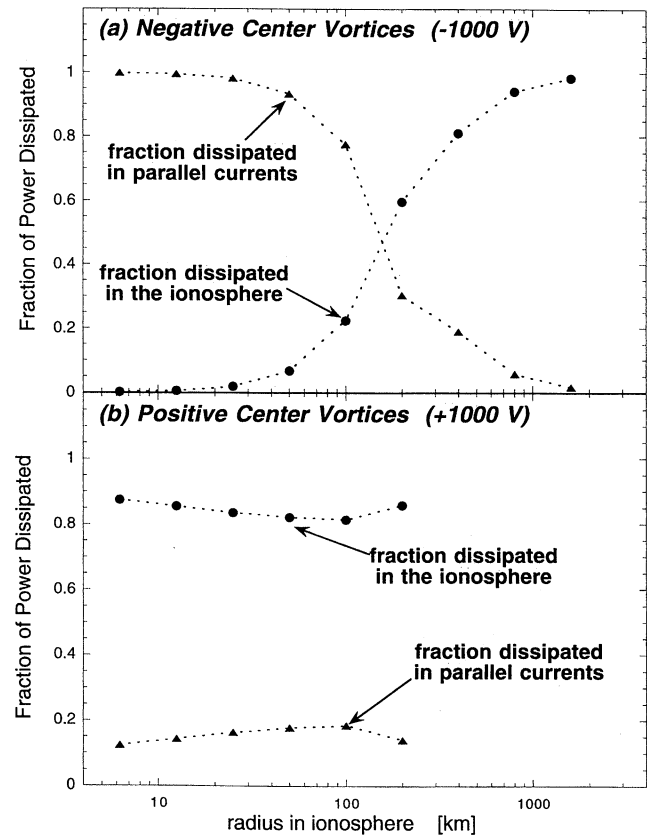 (a) Negative Center Vortices (-1000 V)
1
0.8
0.6
0.4
0.2
0
Fraction of Power Dissipated
fraction dissipated
in parallel currents
fraction dissipated
in the ionosphere
(b) Positive Center Vortices (+1000 V)
1
0.8
0.6
0.4
0.2
0
Fraction of Power Dissipated
fraction dissipated
in the ionosphere
fraction dissipated
in parallel currents
10 100 1000
radius in ionosphere [km]